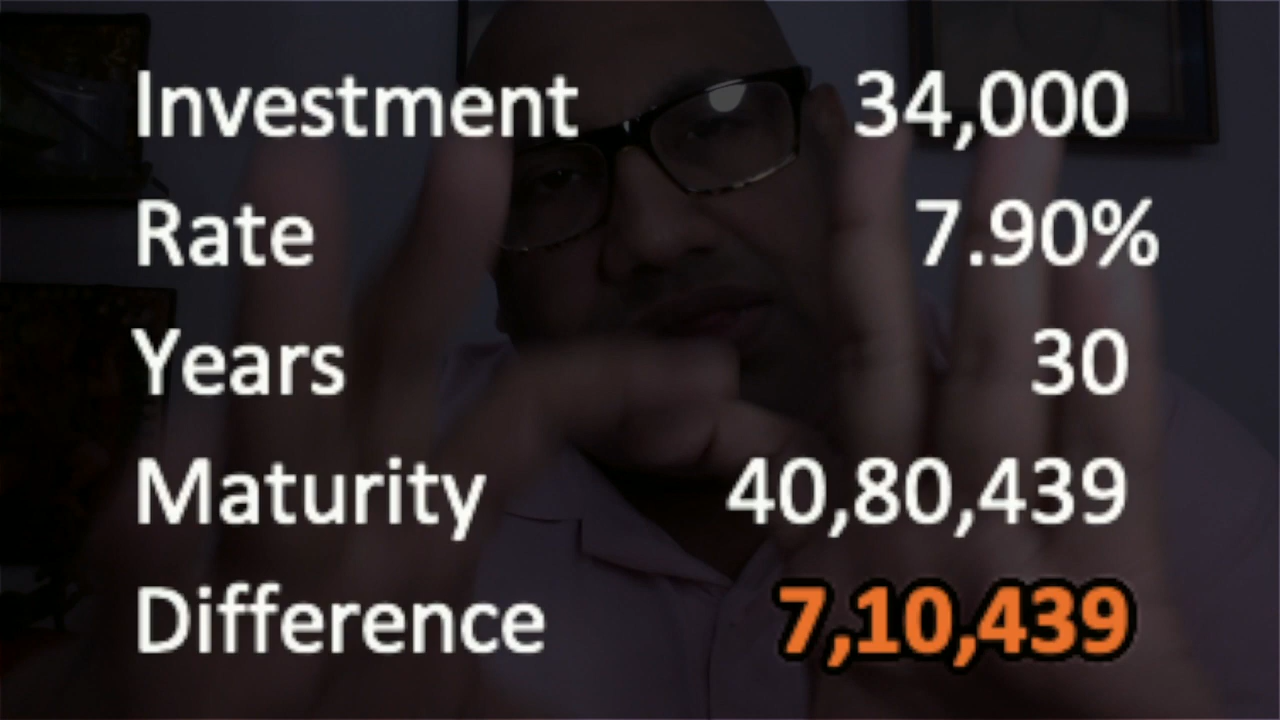 Investment 34,000
Rate 7.90%
Years 30
Maturity 40,80,439
Difference 7,10,439